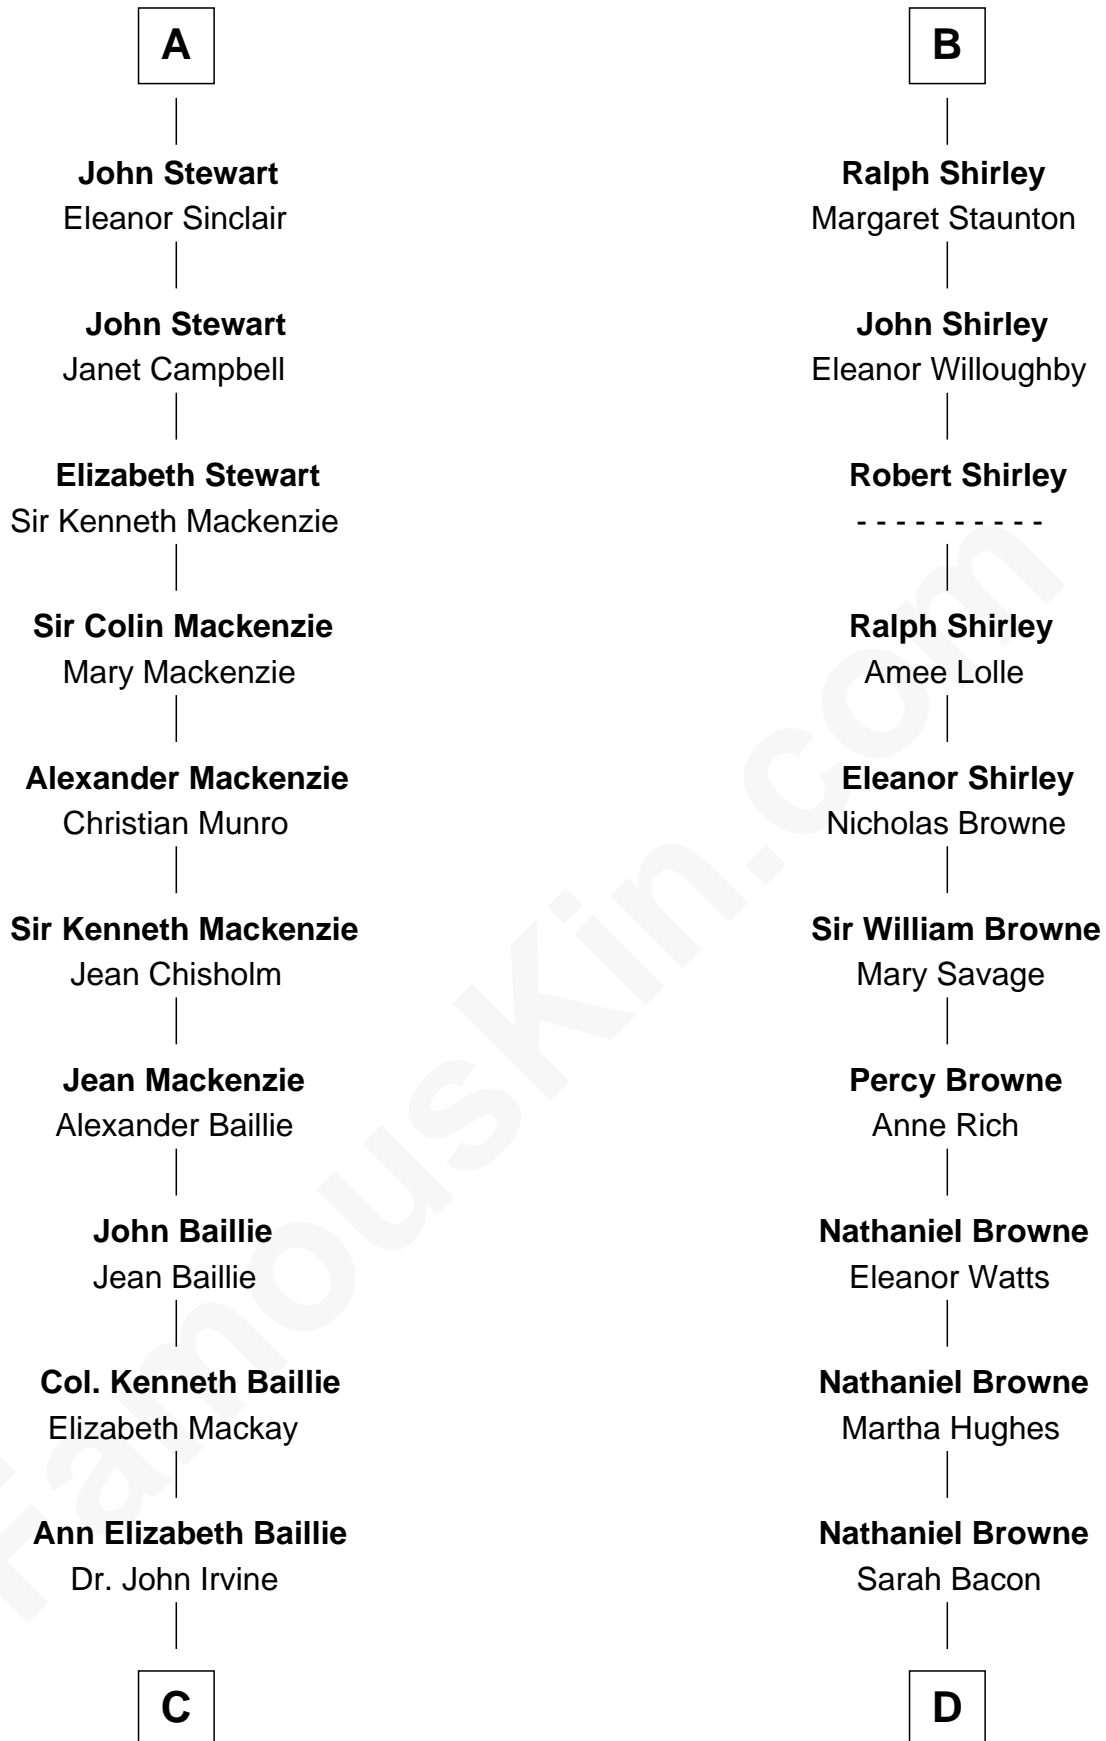 A
John Stewart
Eleanor Sinclair
John Stewart
Janet Campbell
Elizabeth Stewart
Sir Kenneth Mackenzie
Sir Colin Mackenzie
Mary Mackenzie
Alexander Mackenzie
Christian Munro
Sir Kenneth Mackenzie
Jean Chisholm
Jean Mackenzie
Alexander Baillie
John Baillie
Jean Baillie
Col. Kenneth Baillie
Elizabeth Mackay
Ann Elizabeth Baillie
Dr. John Irvine
C
B
Ralph Shirley
Margaret Staunton
John Shirley
Eleanor Willoughby
Robert Shirley
- - - - - - - - - -
Ralph Shirley
Amee Lolle
Eleanor Shirley
Nicholas Browne
Sir William Browne
Mary Savage
Percy Browne
Anne Rich
Nathaniel Browne
Eleanor Watts
Nathaniel Browne
Martha Hughes
Nathaniel Browne
Sarah Bacon
D
FamousKin.com